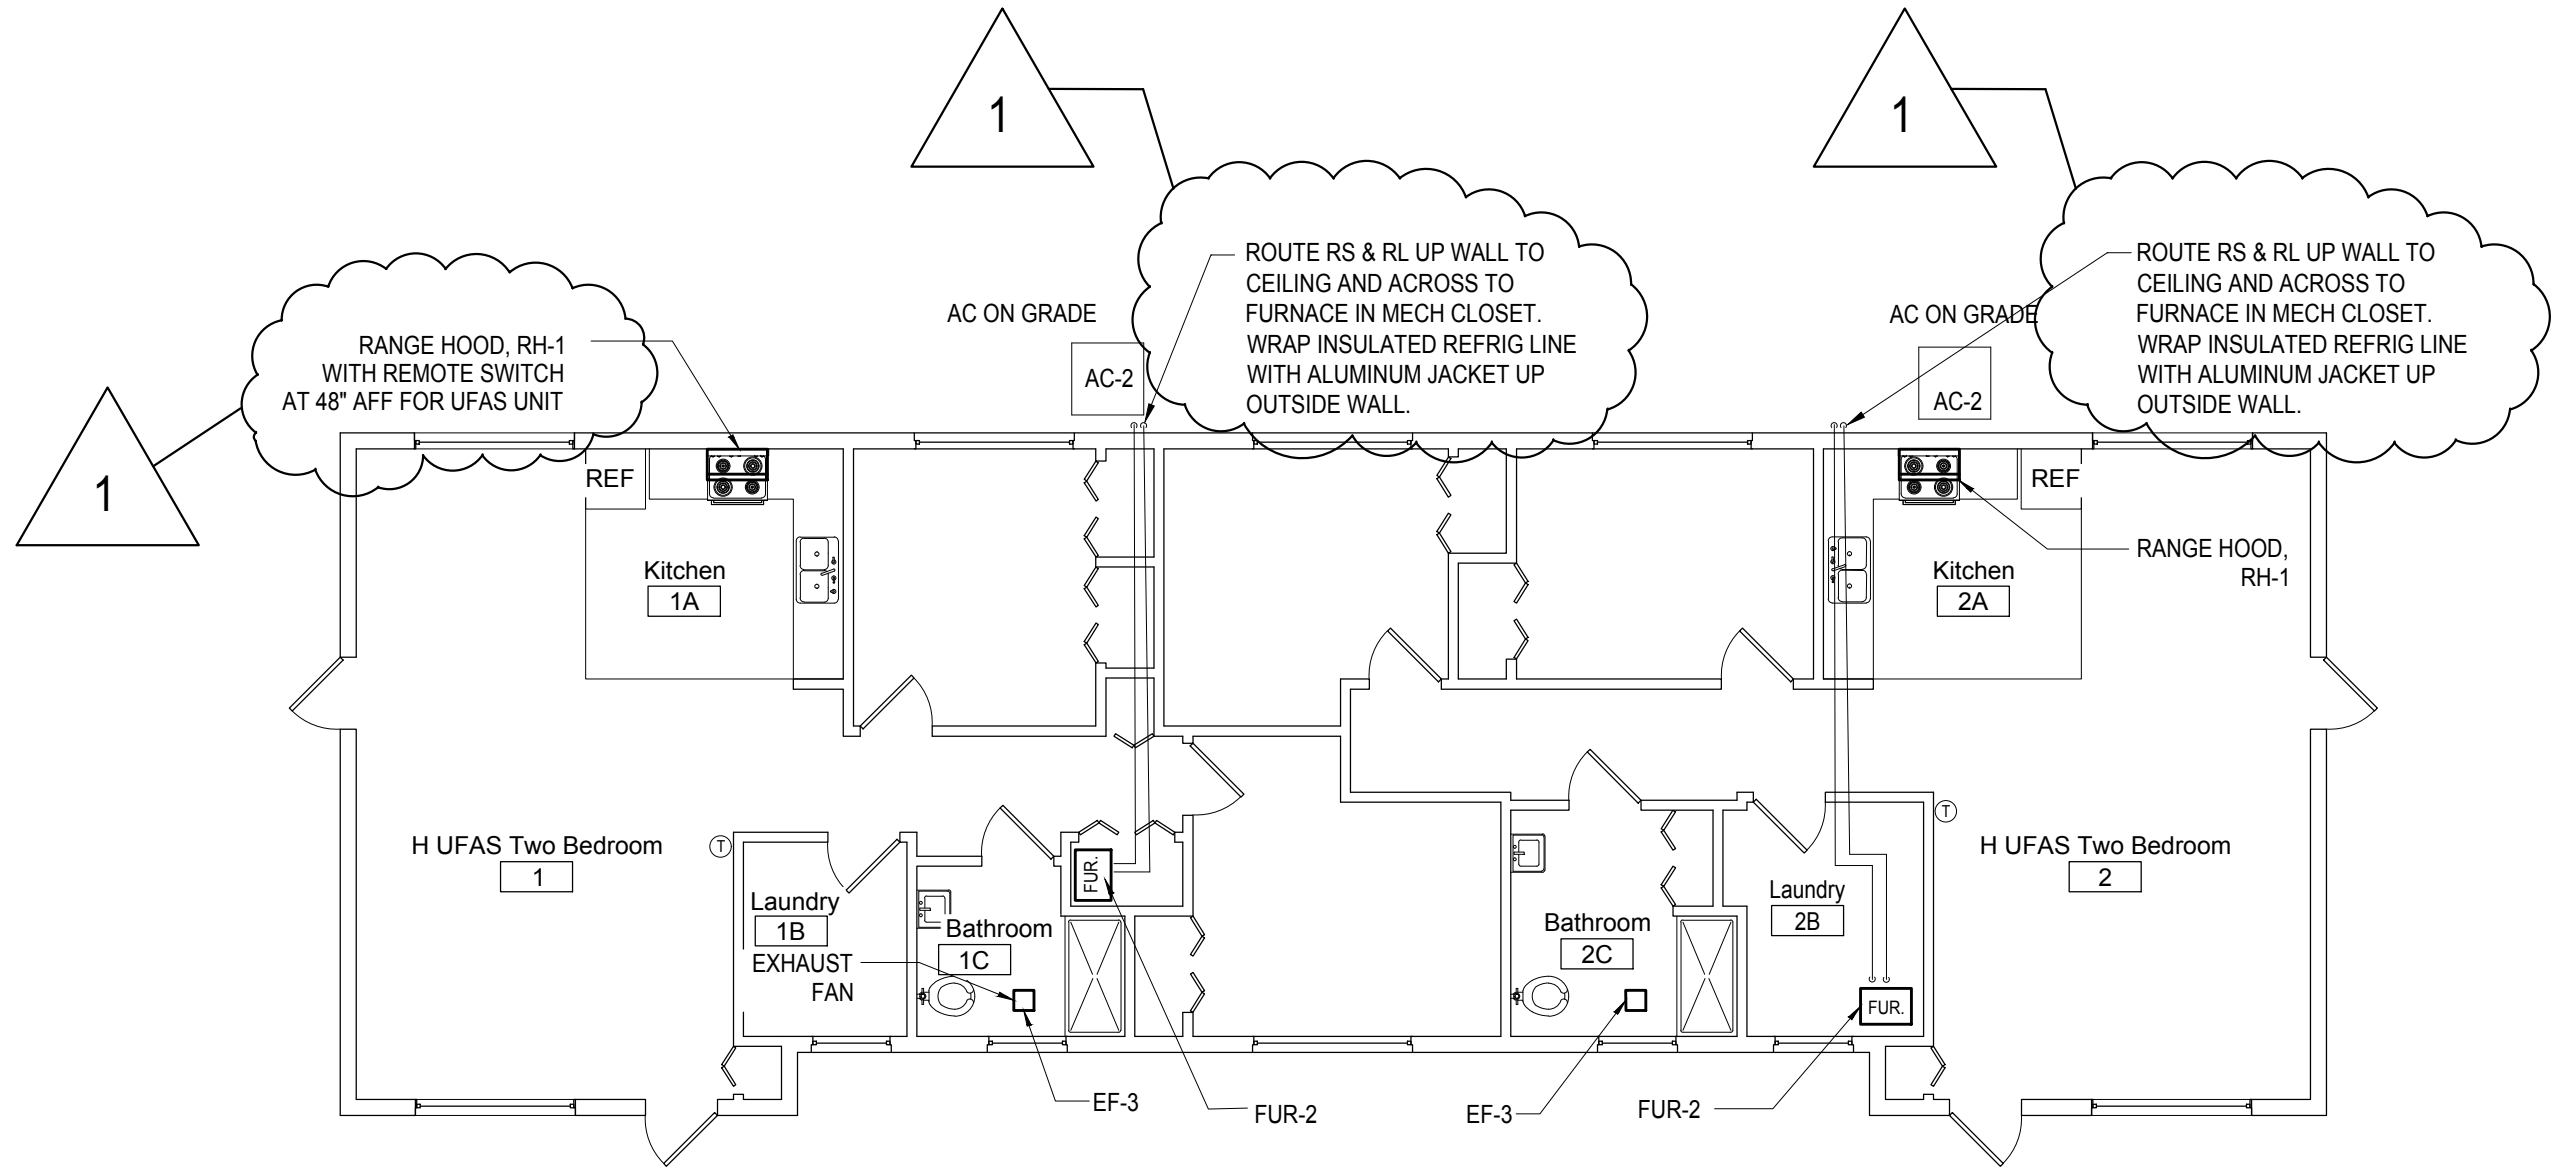 1
1
1
RANGE HOOD, RH-1
WITH REMOTE SWITCH
AT 48" AFF FOR UFAS UNIT
AC ON GRADE
AC-2
ROUTE RS & RL UP WALL TO
CEILING AND ACROSS TO
FURNACE IN MECH CLOSET.
WRAP INSULATED REFRIG LINE
WITH ALUMINUM JACKET UP
OUTSIDE WALL.
AC ON GRADE
AC-2
ROUTE RS & RL UP WALL TO
CEILING AND ACROSS TO
FURNACE IN MECH CLOSET.
WRAP INSULATED REFRIG LINE
WITH ALUMINUM JACKET UP
OUTSIDE WALL.
REF
REF
Kitchen
1A
Kitchen
2A
RANGE HOOD,
RH-1
H UFAS Two Bedroom
1
T
Laundry
1B
EXHAUST
FAN
Bathroom
1C
FUR.
Bathroom
2C
Laundry
2B
FUR.
T
H UFAS Two Bedroom
2
EF-3
FUR-2
EF-3
FUR-2